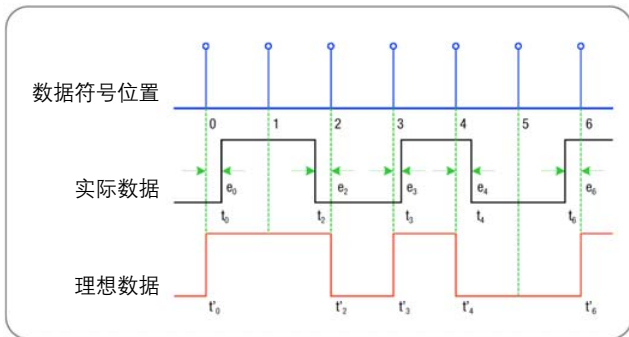 数据符号位置
0 1 2 3 4 5 6
实际数据
e₀ e₂ e₃ e₄ e₆
t₀ t₂ t₃ t₄ t₆
理想数据
t'₀ t'₂ t'₃ t'₄ t'₆